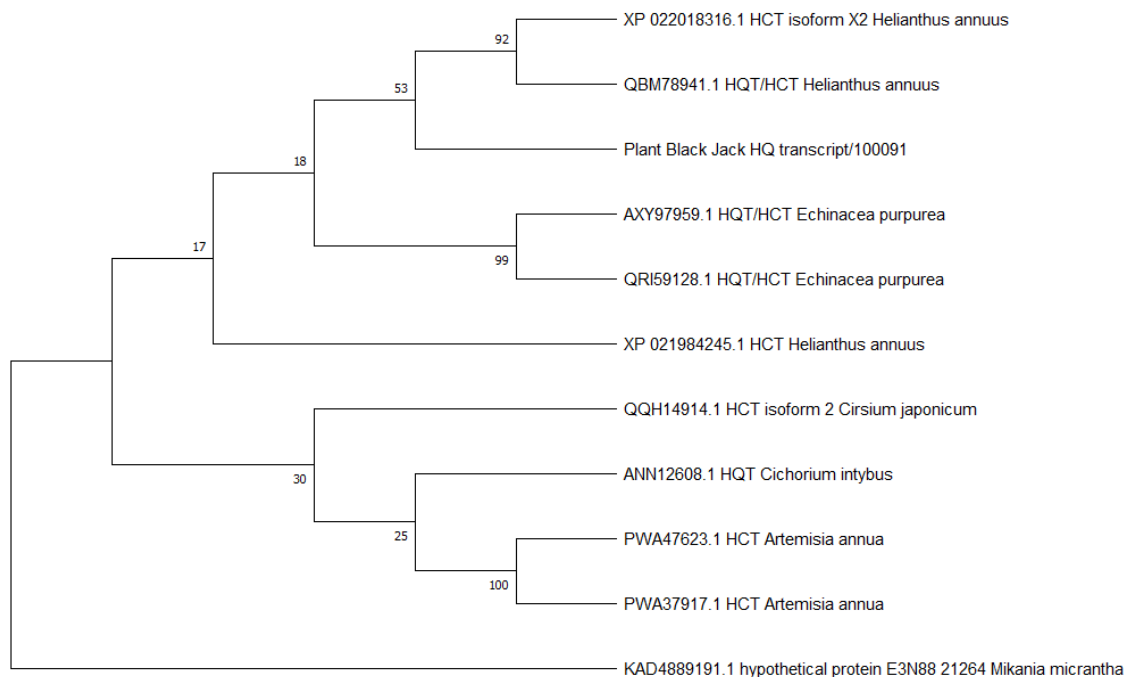 XP 022018316.1 HCT isoform X2 Helianthus annuus
92
QBM78941.1 HQT/HCT Helianthus annuus
53
Plant Black Jack HQ transcript/100091
18
AXY97959.1 HQT/HCT Echinacea purpurea
17
99
QRI59128.1 HQT/HCT Echinacea purpurea
XP 021984245.1 HCT Helianthus annuus
QQH14914.1 HCT isoform 2 Cirsium japonicum
30
ANN12608.1 HQT Cichorium intybus
25
PWA47623.1 HCT Artemisia annua
100
PWA37917.1 HCT Artemisia annua
KAD4889191.1 hypothetical protein E3N88 21264 Mikania micrantha